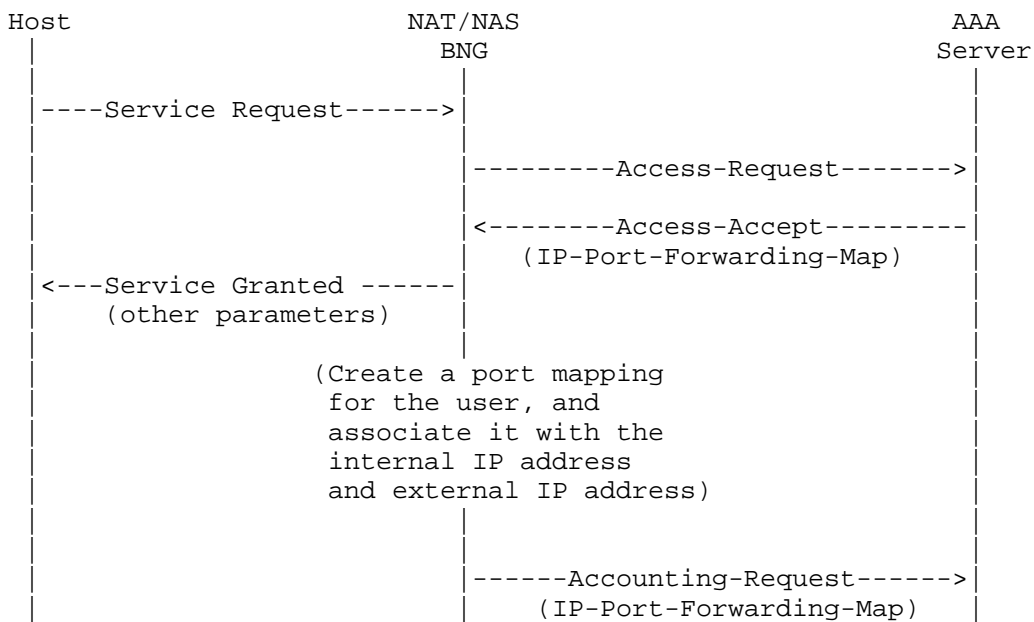 Host NAT/NAS AAA
BNG Server
----Service Request------>
---------Access-Request------->
<--------Access-Accept---------
(IP-Port-Forwarding-Map)
<---Service Granted ------
(other parameters)
(Create a port mapping
for the user, and
associate it with the
internal IP address
and external IP address)
------Accounting-Request------>
(IP-Port-Forwarding-Map)